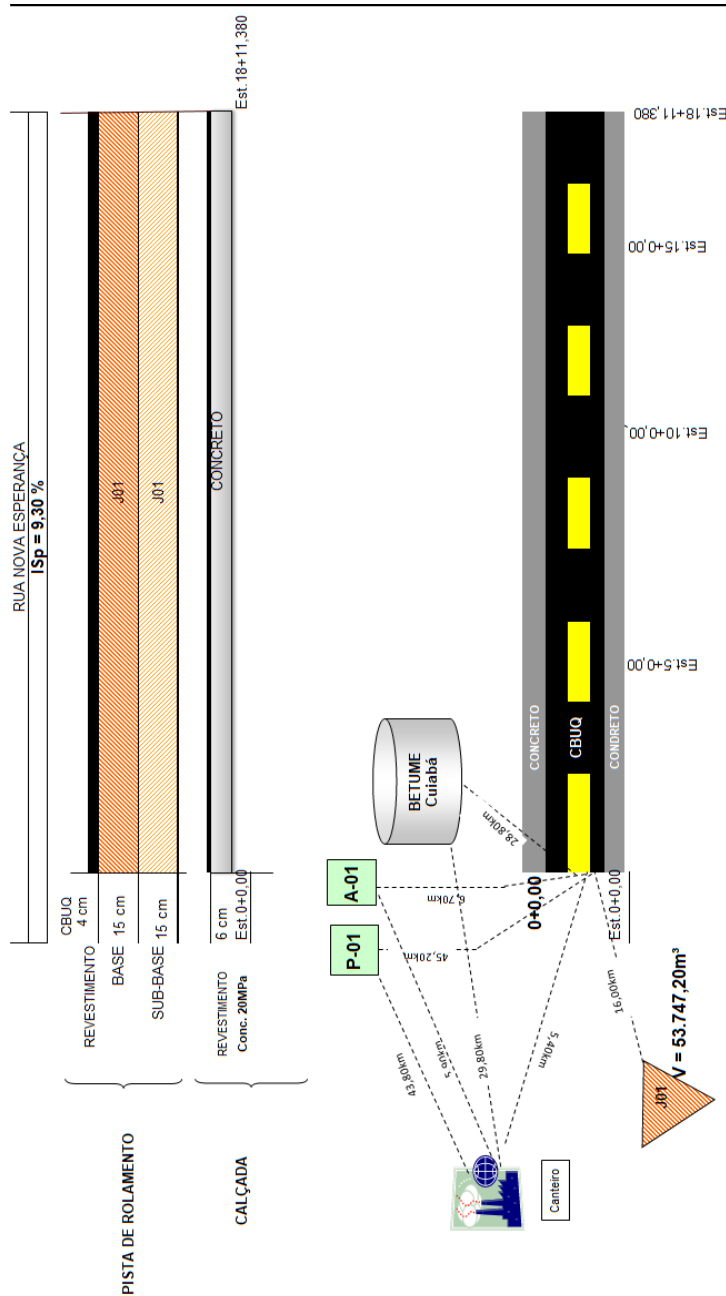 RUA NOVA ESPERANÇA
ISp = 9,30 %
PISTA DE ROLAMENTO
REVESTIMENTO
CBUQ
4 cm
BASE
15 cm
J01
SUB-BASE
15 cm
J01
CALÇADA
REVESTIMENTO
Conc. 20MPa
6 cm
CONCRETO
Est.0+0,00
Est.18+11,380
P-01
A-01
BETUME
Cuiabá
43,80km
29,80km
5,40km
45,20km
6,70km
28,80km
16,00km
Canteiro
J01
V = 53.747,20m³
0+0,00
CONCRETO
CBUQ
CONDRETO
Est.0+0,00
Est.5+0,00
Est.10+0,00
Est.15+0,00
Est.18+11,380